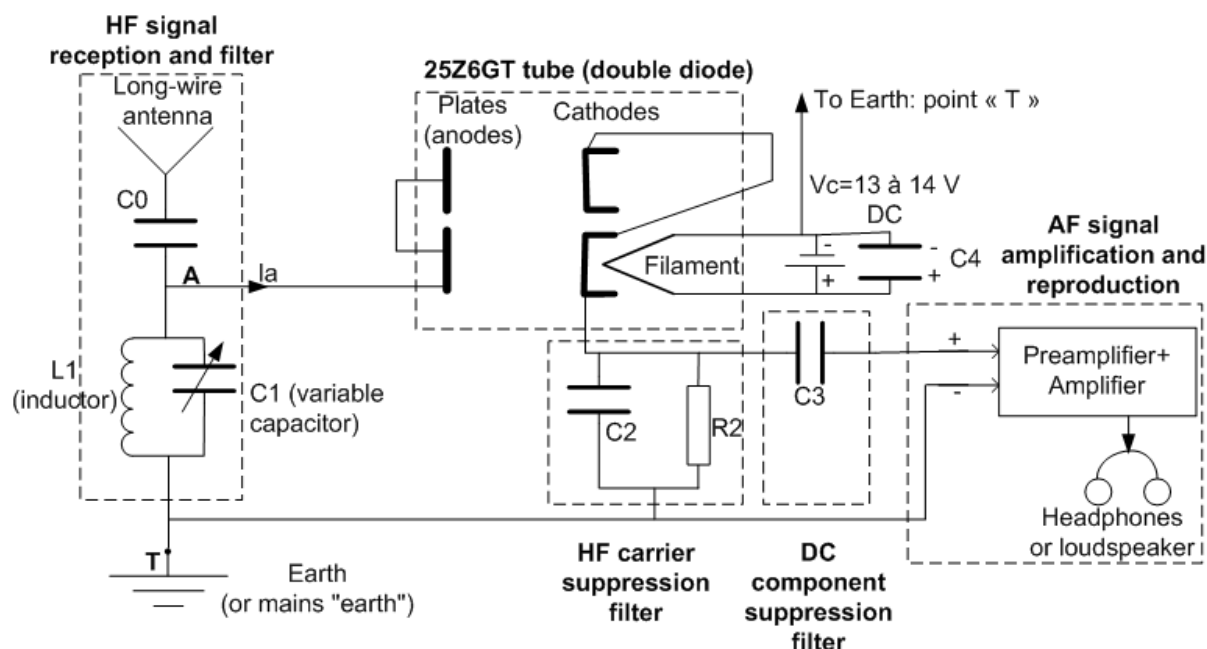 HF signal
reception and filter
Long-wire
antenna
C0
A
Ia
L1
(inductor)
C1 (variable
capacitor)
T
Earth
(or mains "earth")
25Z6GT tube (double diode)
Plates
(anodes)
Cathodes
Filament
To Earth: point « T »
Vc=13 à 14 V
DC
-
+
-
+
C4
C2
R2
HF carrier
suppression
filter
C3
DC
component
suppression
filter
AF signal
amplification and
reproduction
+
-
Preamplifier+
Amplifier
Headphones
or loudspeaker